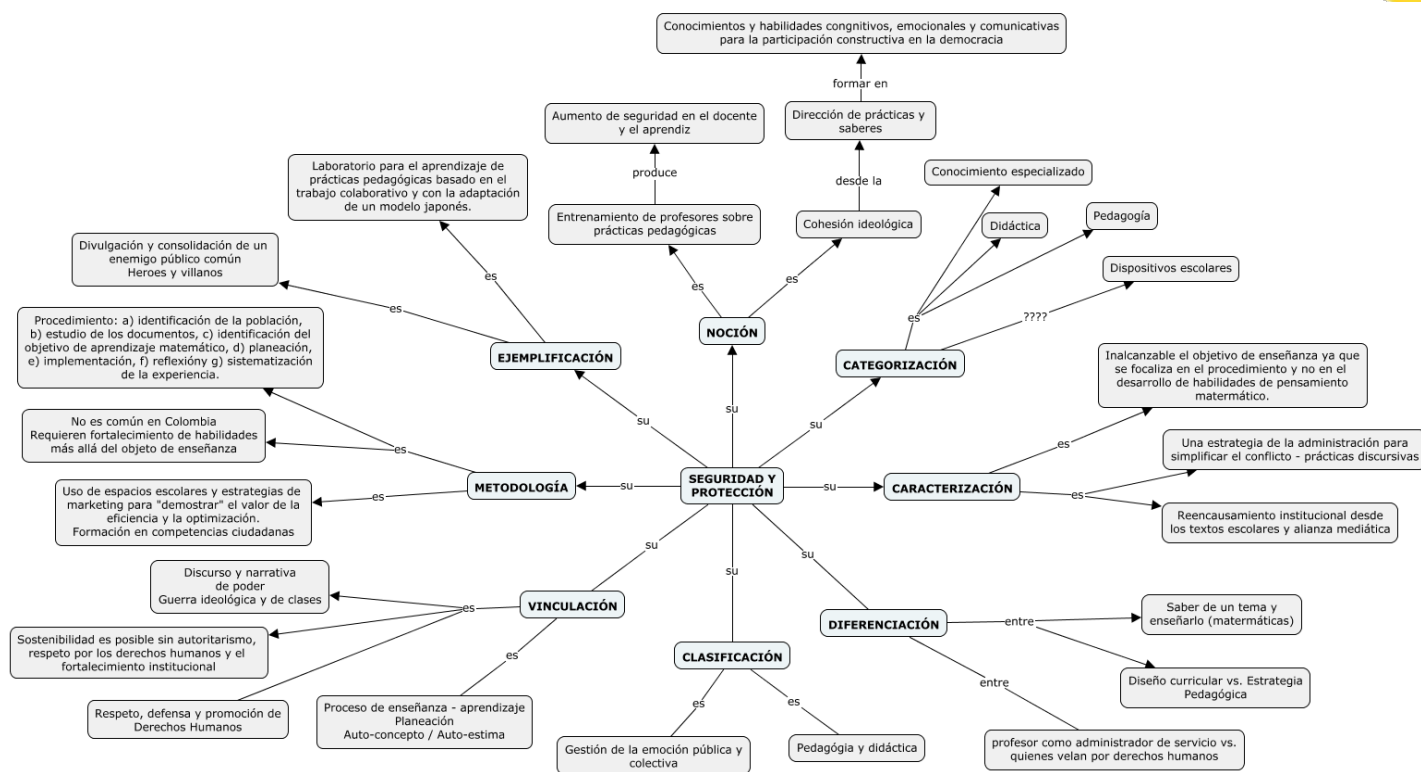 Conocimientos y habilidades congnitivos, emocionales y comunicativas
para la participación constructiva en la democracia
formar en
Aumento de seguridad en el docente
y el aprendiz
Dirección de prácticas y
saberes
Laboratorio para el aprendizaje de
prácticas pedagógicas basado en el
trabajo colaborativo y con la adaptación
de un modelo japonés.
produce
desde la
Conocimiento especializado
Entrenamiento de profesores sobre
prácticas pedagógicas
Cohesión ideológica
Didáctica
Pedagogía
Divulgación y consolidación de un
enemigo público común
Heroes y villanos
es
es
es
Dispositivos escolares
es
es
????
Procedimiento: a) identificación de la población,
b) estudio de los documentos, c) identificación del
objetivo de aprendizaje matemático, d) planeación,
e) implementación, f) reflexióny g) sistematización
de la experiencia.
EJEMPLIFICACIÓN
NOCIÓN
CATEGORIZACIÓN
Inalcanzable el objetivo de enseñanza ya que
se focaliza en el procedimiento y no en el
desarrollo de habilidades de pensamiento
matermático.
su
su
su
No es común en Colombia
Requieren fortalecimiento de habilidades
más allá del objeto de enseñanza
es
es
Una estrategia de la administración para
simplificar el conflicto - prácticas discursivas
METODOLOGÍA
su
SEGURIDAD Y
PROTECCIÓN
su
CARACTERIZACIÓN
es
es
Uso de espacios escolares y estrategias de
marketing para "demostrar" el valor de la
eficiencia y la optimización.
Formación en competencias ciudadanas
Reencausamiento institucional desde
los textos escolares y alianza mediática
su
su
su
Discurso y narrativa
de poder
Guerra ideológica y de clases
es
VINCULACIÓN
DIFERENCIACIÓN
entre
Saber de un tema y
enseñarlo (matermáticas)
Sostenibilidad es posible sin autoritarismo,
respeto por los derechos humanos y el
fortalecimiento institucional
es
CLASIFICACIÓN
entre
Diseño curricular vs. Estrategia
Pedagógica
Respeto, defensa y promoción de
Derechos Humanos
Proceso de enseñanza - aprendizaje
Planeación
Auto-concepto / Auto-estima
es
es
Gestión de la emoción pública y
colectiva
Pedagógia y didáctica
profesor como administrador de servicio vs.
quienes velan por derechos humanos